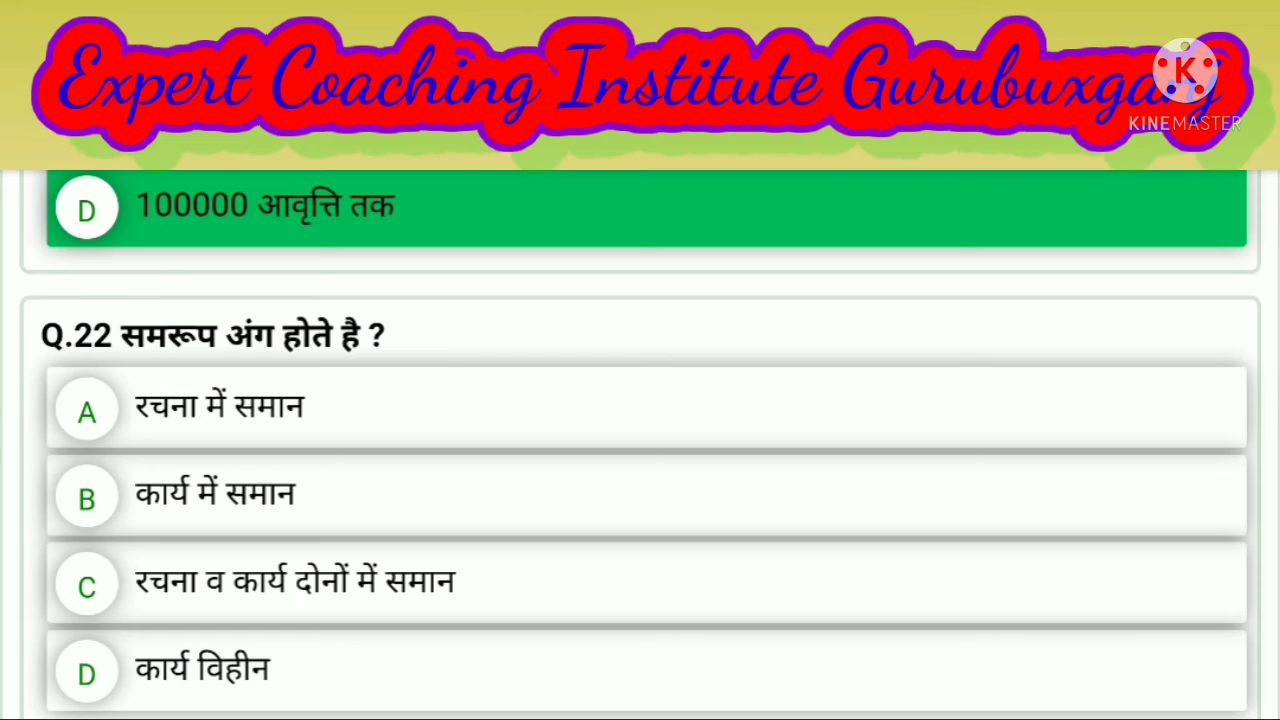 Expert Coaching Institute Gurubuxganj
K
KINEMASTER
D 100000 आवृत्ति तक
Q.22 समरूप अंग होते है ?
A रचना में समान
B कार्य में समान
C रचना व कार्य दोनों में समान
D कार्य विहीन